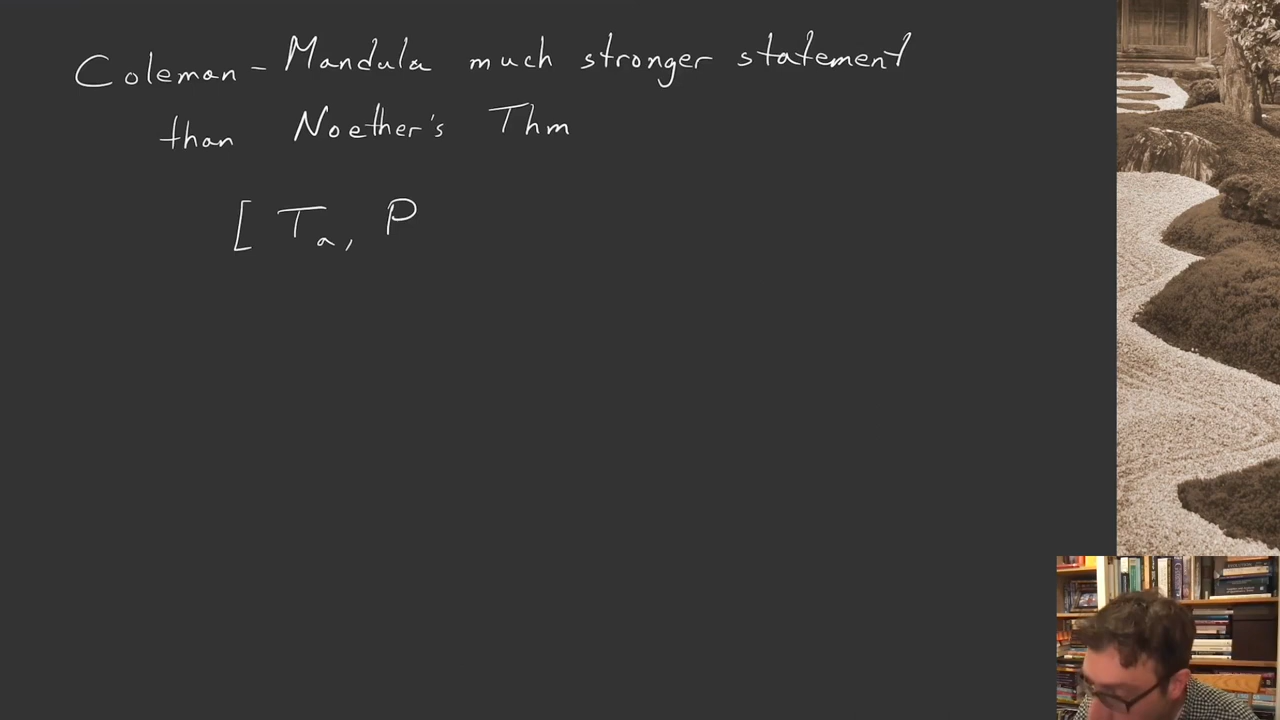 Coleman - Mandula much stronger statement
than Noether's Thm
[ Ta, P